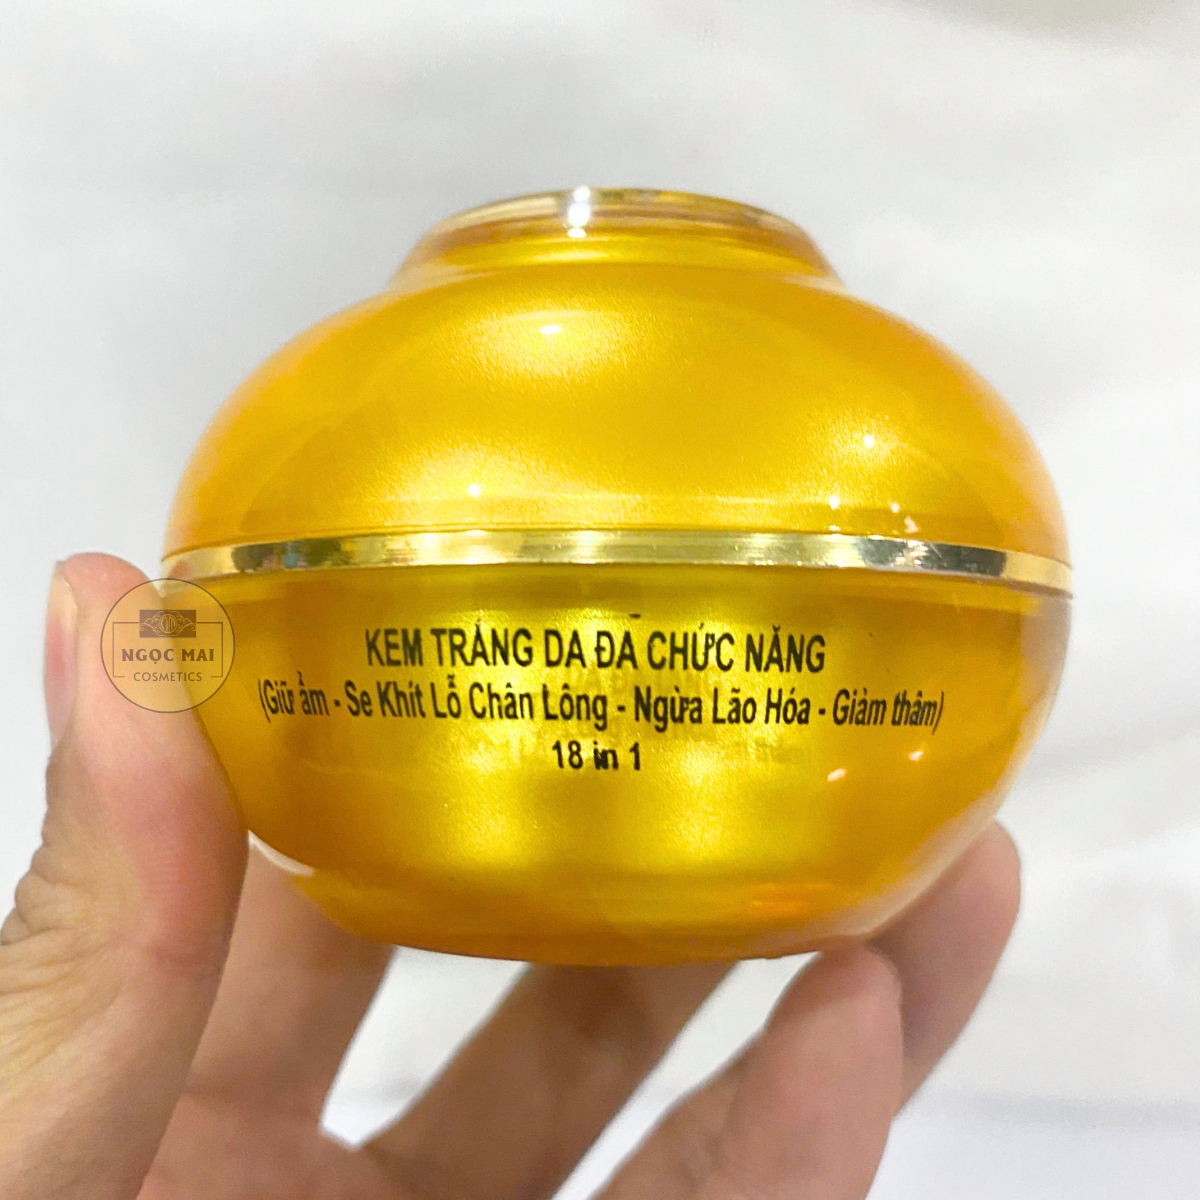 KEM TRẮNG DA ĐA CHỨC NĂNG
(Giữ ẩm - Se Khít Lỗ Chân Lông - Ngừa Lão Hóa - Giảm thâm)
18 in 1
NGỌC MAI
COSMETICS